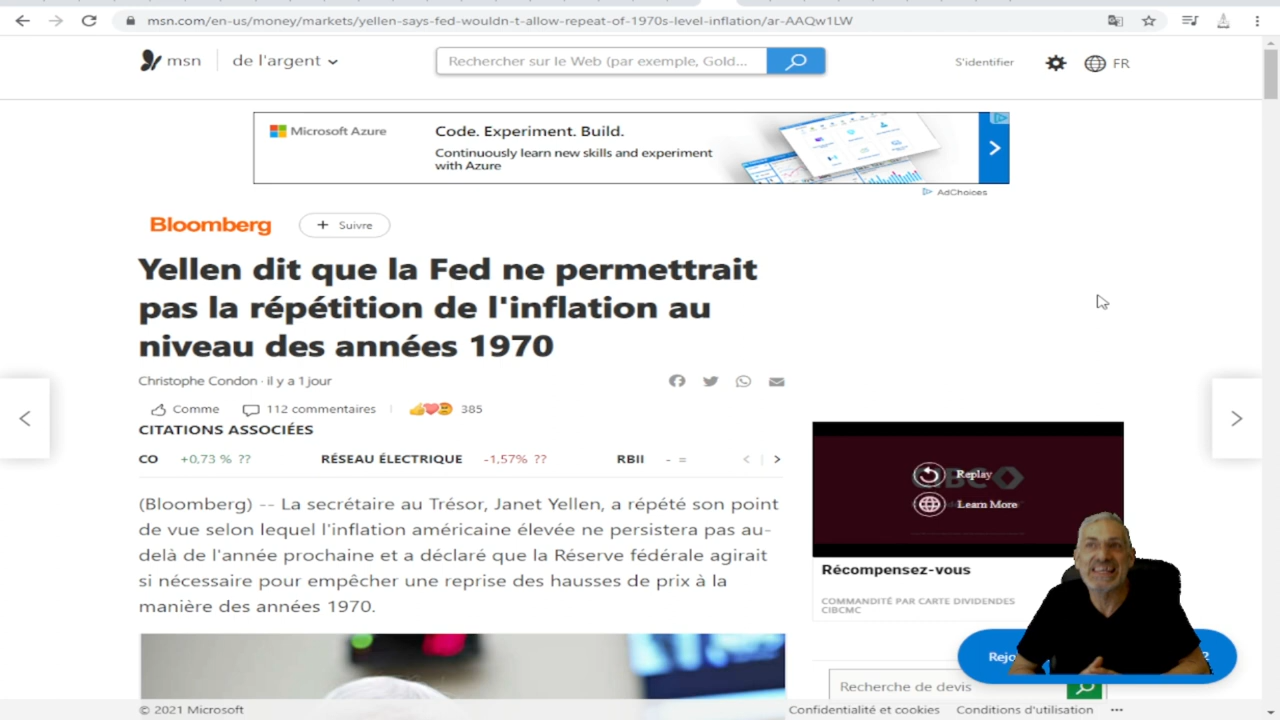 msn.com/en-us/money/markets/yellen-says-fed-wouldn-t-allow-repeat-of-1970s-level-inflation/ar-AAQw1LW
msn
de l'argent
Rechercher sur le Web (par exemple, Gold...
S'identifier
FR
Microsoft Azure
Code. Experiment. Build.
Continuously learn new skills and experiment
with Azure
AdChoices
Bloomberg
+ Suivre
Yellen dit que la Fed ne permettrait
pas la répétition de l'inflation au
niveau des années 1970
Christophe Condon · il y a 1 jour
Comme 112 commentaires 385
CITATIONS ASSOCIÉES
CO +0,73 % ?? RÉSEAU ÉLECTRIQUE -1,57% ?? RBII - =
(Bloomberg) -- La secrétaire au Trésor, Janet Yellen, a répété son point
de vue selon lequel l'inflation américaine élevée ne persistera pas au-
delà de l'année prochaine et a déclaré que la Réserve fédérale agirait
si nécessaire pour empêcher une reprise des hausses de prix à la
manière des années 1970.
Replay
Learn More
Récompensez-vous
COMMANDITÉ PAR CARTE DIVIDENDES
CIBCMC
Recherche de devis
© 2021 Microsoft
Confidentialité et cookies
Conditions d'utilisation
...